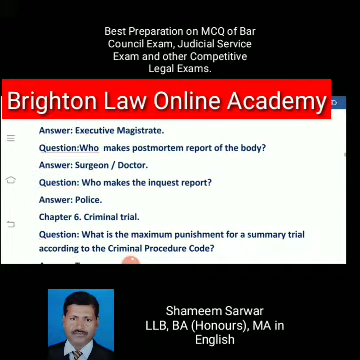 Best Preparation on MCQ of Bar
Council Exam, Judicial Service
Exam and other Competitive
Legal Exams.
Brighton Law Online Academy
Answer: Executive Magistrate.
Question:Who makes postmortem report of the body?
Answer: Surgeon / Doctor.
Question: Who makes the inquest report?
Answer: Police.
Chapter 6. Criminal trial.
Question: What is the maximum punishment for a summary trial
according to the Criminal Procedure Code?
Shameem Sarwar
LLB, BA (Honours), MA in
English